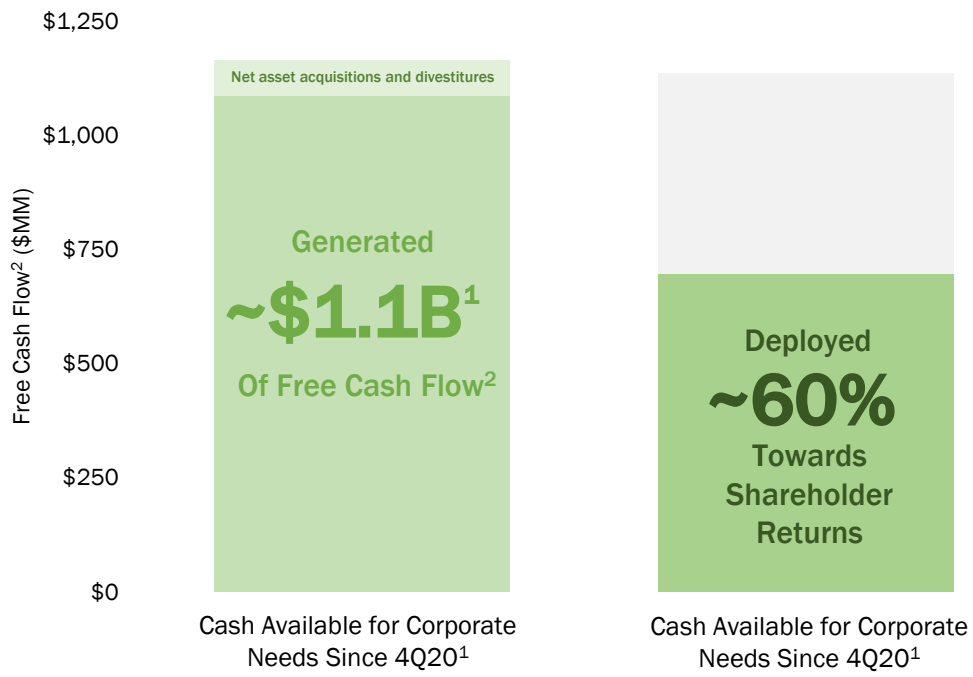 $1,250
$1,000
$750
$500
$250
$0
Free Cash Flow² ($MM)
Net asset acquisitions and divestitures
Generated
~$1.1B¹
Of Free Cash Flow²
Deployed
~60%
Towards
Shareholder
Returns
Cash Available for Corporate
Needs Since 4Q20¹
Cash Available for Corporate
Needs Since 4Q20¹